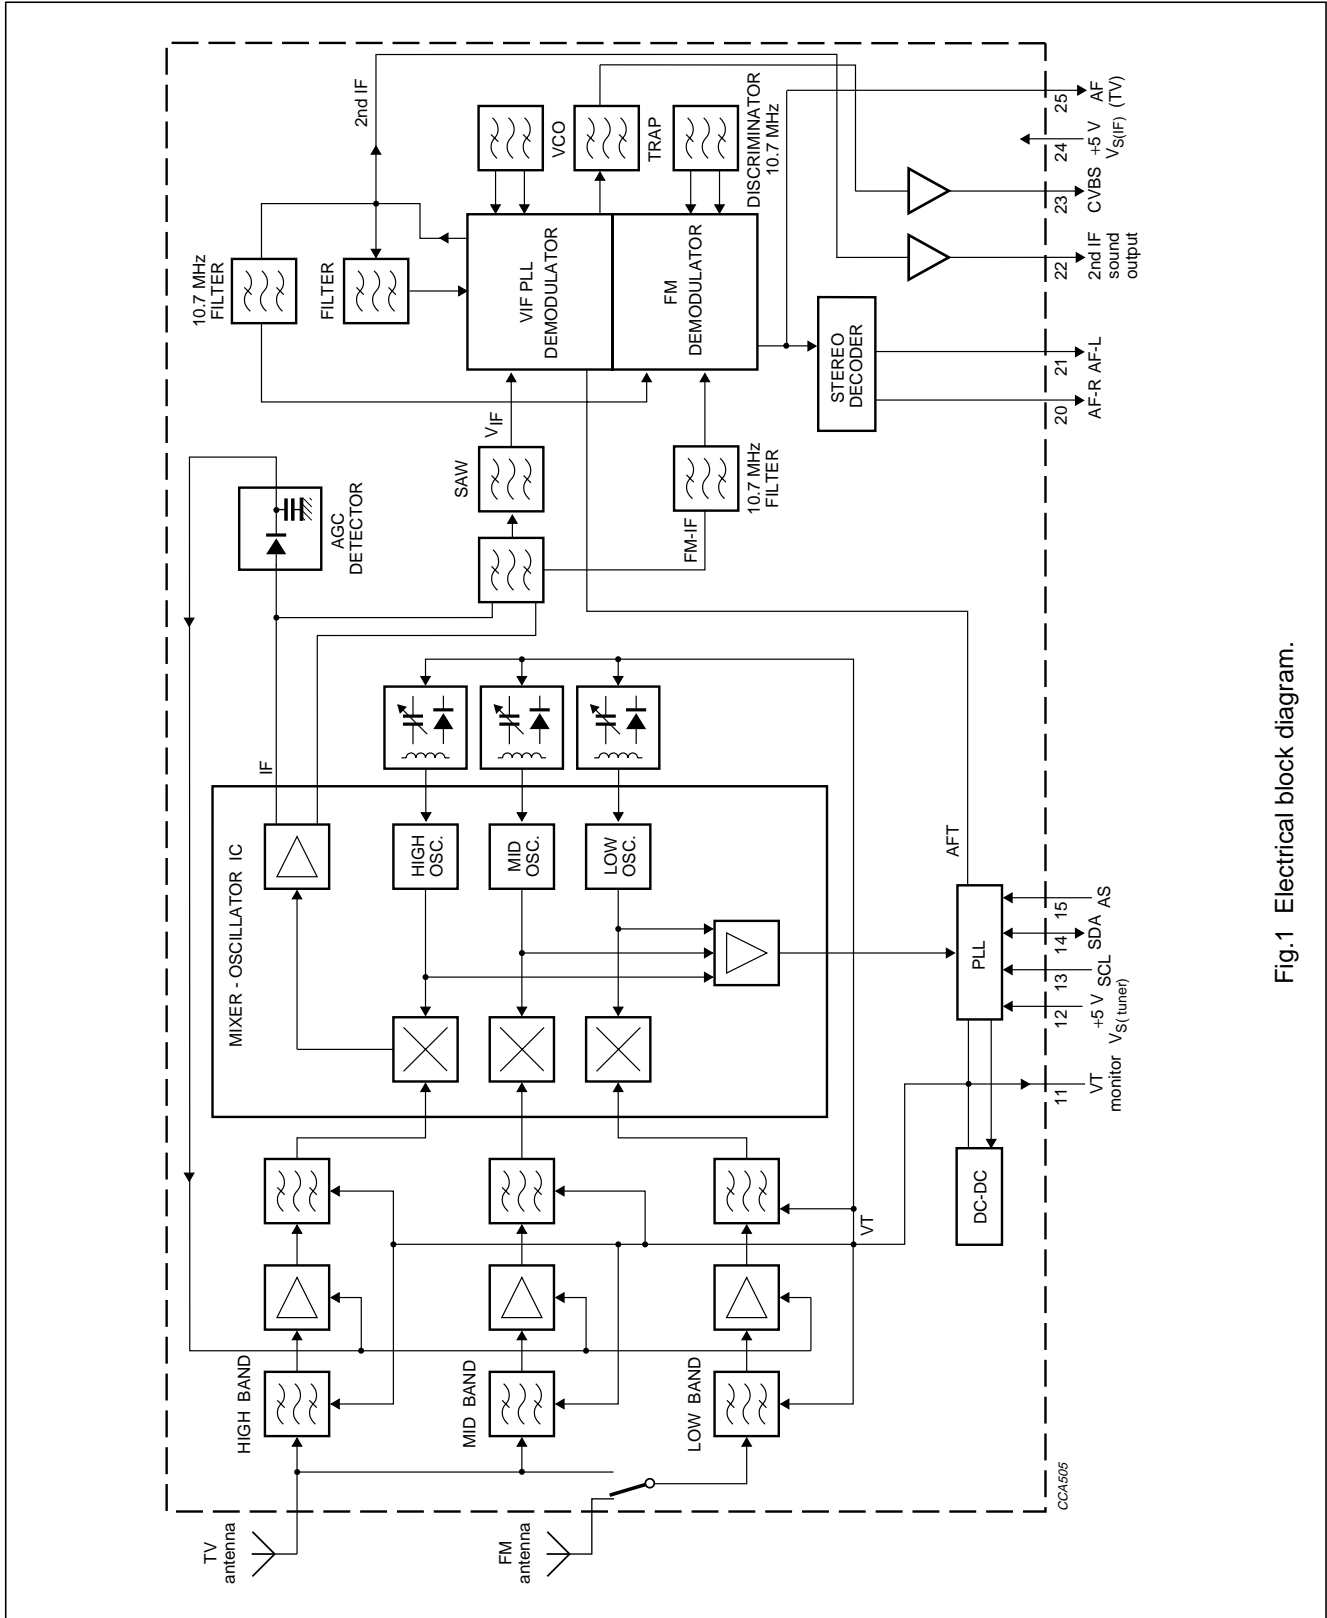 TV
antenna
FM
antenna
HIGH BAND
MID BAND
LOW BAND
VT
MIXER - OSCILLATOR IC
HIGH
OSC.
MID
OSC.
LOW
OSC.
IF
AGC
DETECTOR
SAW
VIF
FM-IF
10.7 MHz
FILTER
10.7 MHz
FILTER
FILTER
2nd IF
VIF PLL
DEMODULATOR
FM
DEMODULATOR
VCO
TRAP
DISCRIMINATOR
10.7 MHz
STEREO
DECODER
AFT
PLL
DC-DC
11
VT
monitor
12
+5 V
VS( tuner)
13
SCL
14
SDA
15
AS
20
AF-R
21
AF-L
22
2nd IF
sound
output
23
CVBS
24
+5 V
VS(IF)
25
AF
(TV)
CCA505
Fig.1 Electrical block diagram.